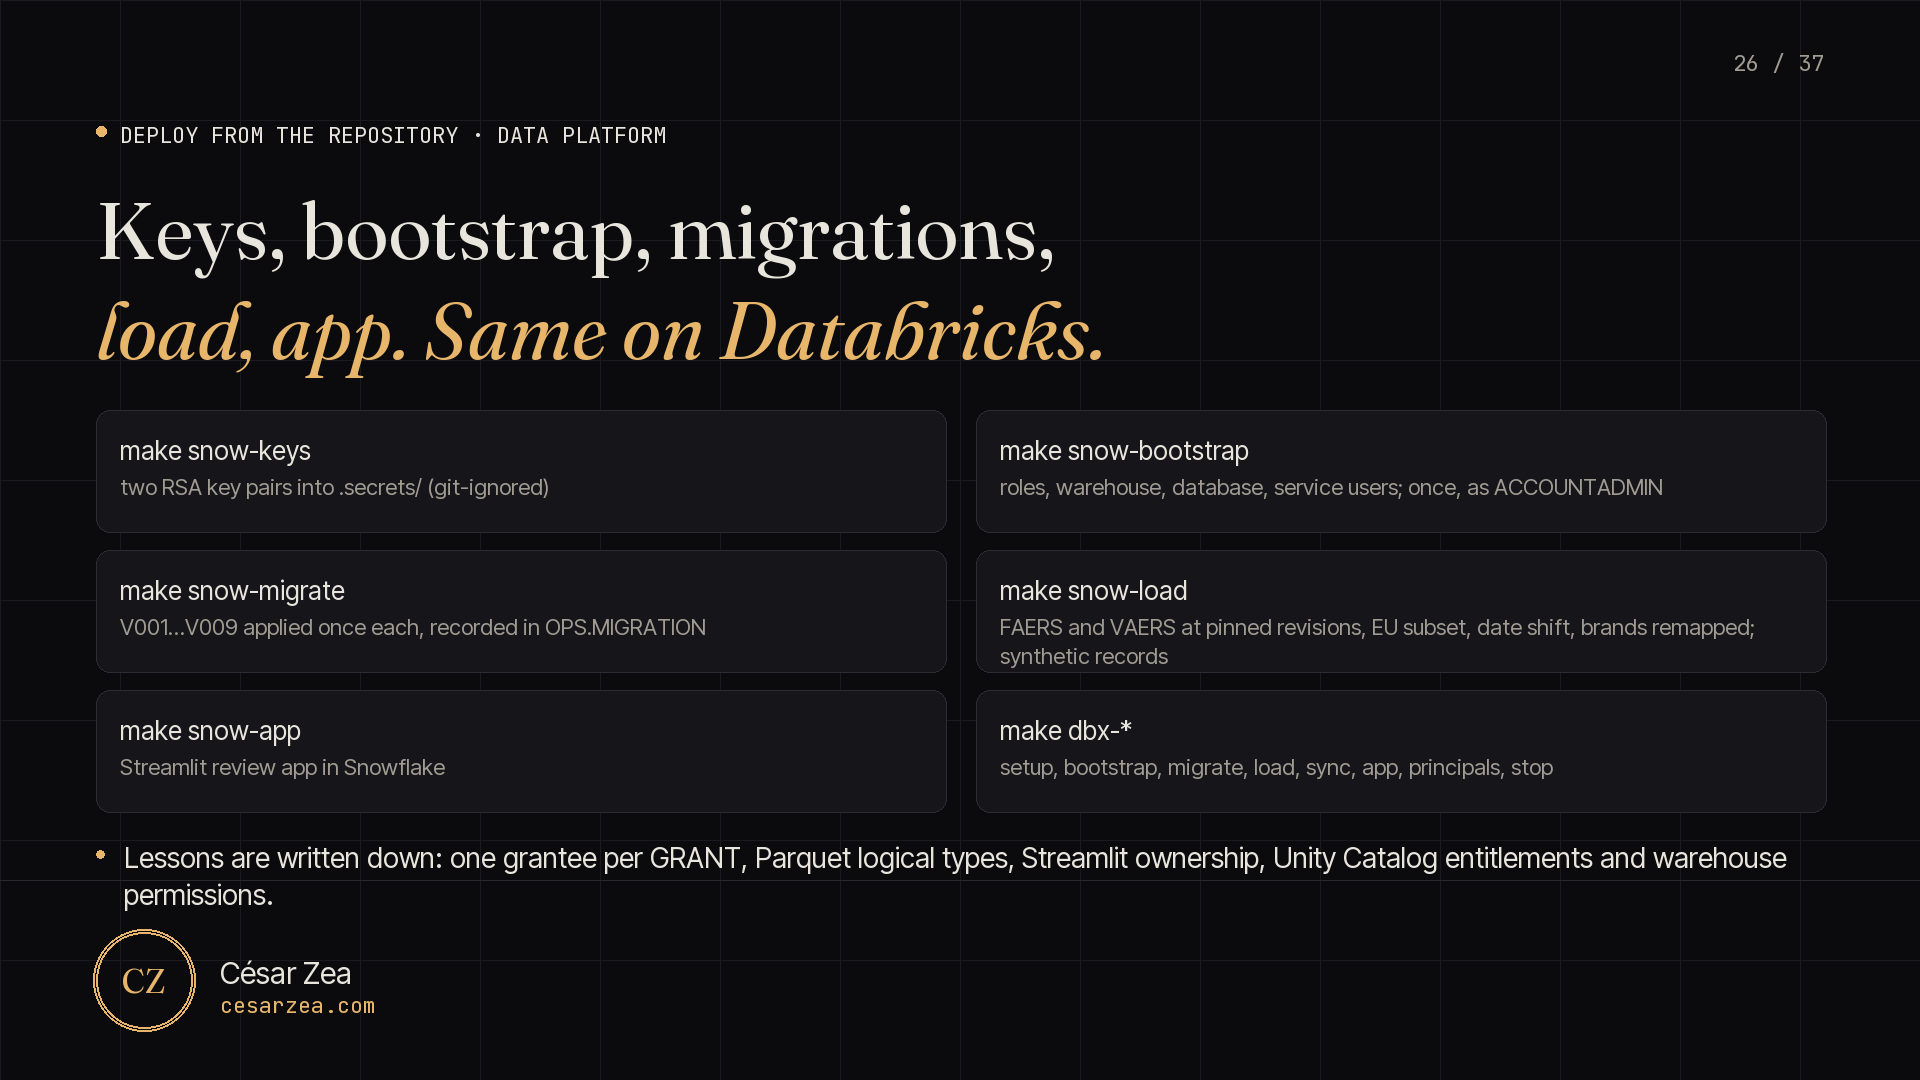 26 / 37
DEPLOY FROM THE REPOSITORY · DATA PLATFORM
Keys, bootstrap, migrations,
load, app. Same on Databricks.
make snow-keys
two RSA key pairs into .secrets/ (git-ignored)
make snow-bootstrap
roles, warehouse, database, service users; once, as ACCOUNTADMIN
make snow-migrate
V001…V009 applied once each, recorded in OPS.MIGRATION
make snow-load
FAERS and VAERS at pinned revisions, EU subset, date shift, brands remapped;
synthetic records
make snow-app
Streamlit review app in Snowflake
make dbx-*
setup, bootstrap, migrate, load, sync, app, principals, stop
Lessons are written down: one grantee per GRANT, Parquet logical types, Streamlit ownership, Unity Catalog entitlements and warehouse
permissions.
CZ
César Zea
cesarzea.com